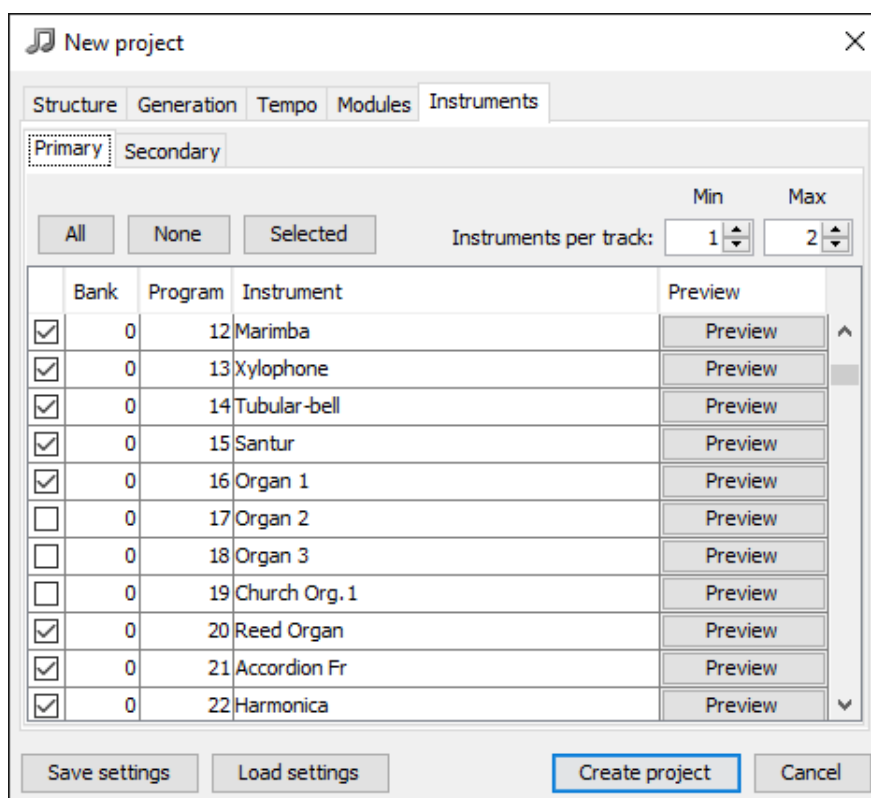 New project
Structure Generation Tempo Modules Instruments
Primary Secondary
Min Max
All None Selected Instruments per track: 1 2
Bank Program Instrument Preview
0 12 Marimba Preview
0 13 Xylophone Preview
0 14 Tubular-bell Preview
0 15 Santur Preview
0 16 Organ 1 Preview
0 17 Organ 2 Preview
0 18 Organ 3 Preview
0 19 Church Org.1 Preview
0 20 Reed Organ Preview
0 21 Accordion Fr Preview
0 22 Harmonica Preview
Save settings Load settings Create project Cancel